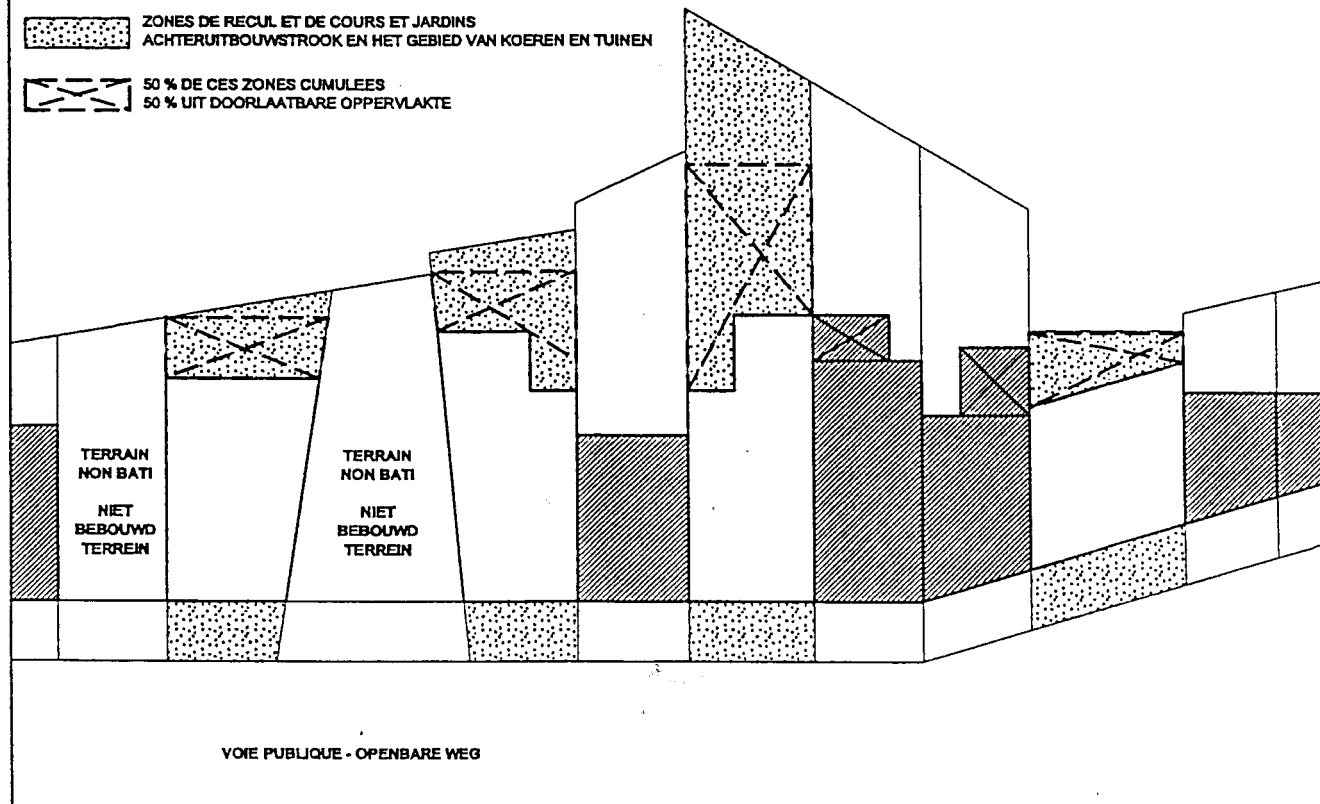 ZONES DE RECUL ET DE COURS ET JARDINS
ACHTERUITBOUWSTROOK EN HET GEBIED VAN KOEREN EN TUINEN
50 % DE CES ZONES CUMULEES
50 % UIT DOORLAATBARE OPPERVLAKTE
TERRAIN
NON BATI
NIET
BEBOUWD
TERREIN
TERRAIN
NON BATI
NIET
BEBOUWD
TERREIN
VOIE PUBLIQUE - OPENBARE WEG